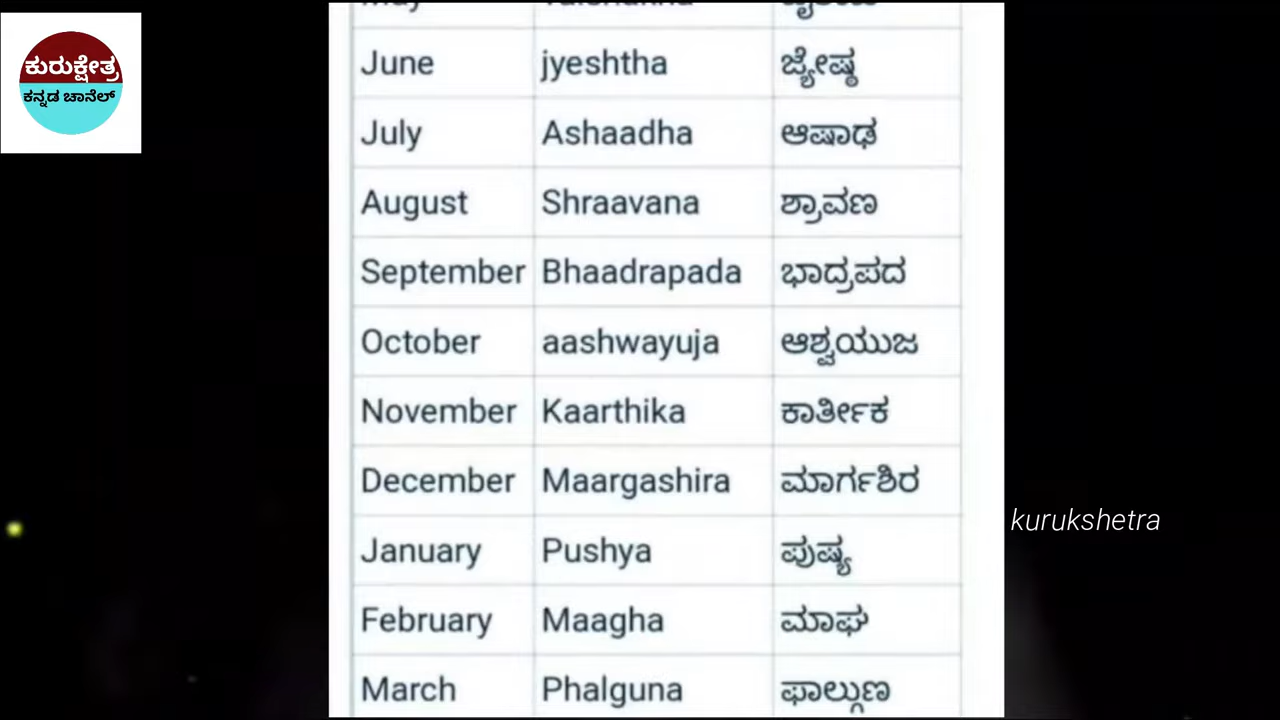 ಕುರುಕ್ಷೇತ್ರ
ಕನ್ನಡ ಚಾನೆಲ್
June jyeshtha ಜ್ಯೇಷ್ಠ
July Ashaadha ಆಷಾಢ
August Shraavana ಶ್ರಾವಣ
September Bhaadrapada ಭಾದ್ರಪದ
October aashwayuja ಆಶ್ವಯುಜ
November Kaarthika ಕಾರ್ತೀಕ
December Maargashira ಮಾರ್ಗಶಿರ
kurukshetra
January Pushya ಪುಷ್ಯ
February Maagha ಮಾಘ
March Phalguna ಫಾಲ್ಗುಣ